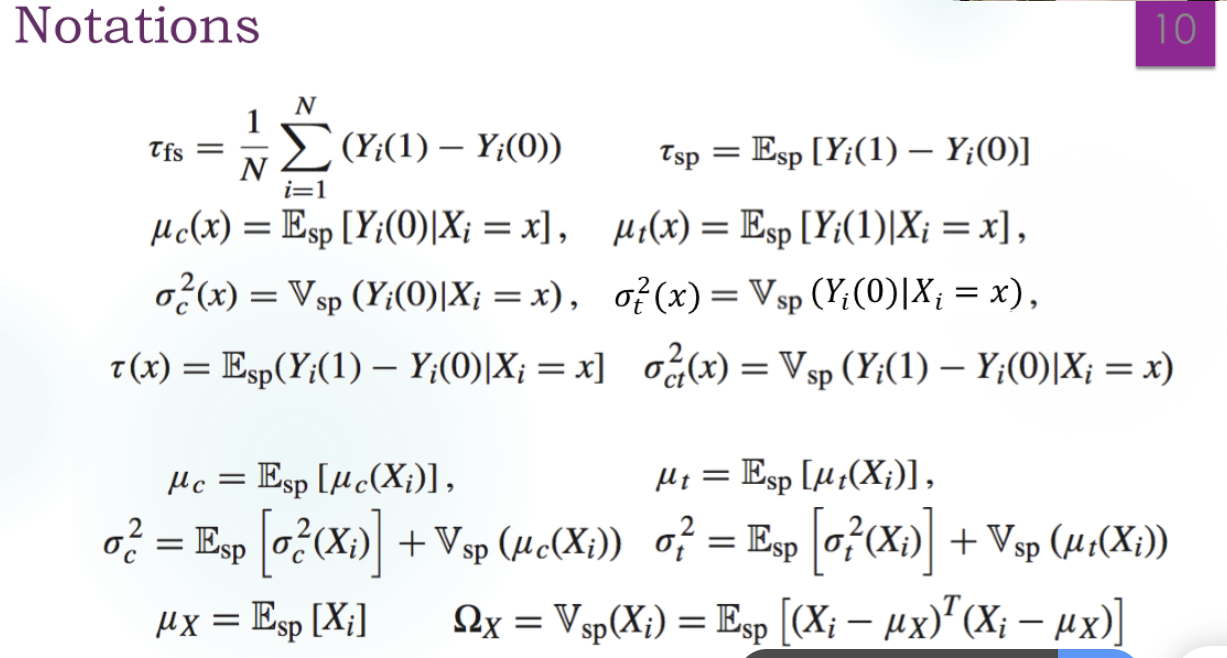 Notations
10
τ_fs = 1/N ∑_{i=1}^{N} (Y_i(1) − Y_i(0))    τ_sp = 𝔼_sp [Y_i(1) − Y_i(0)]
μ_c(x) = 𝔼_sp [Y_i(0)|X_i = x],    μ_t(x) = 𝔼_sp [Y_i(1)|X_i = x],
σ_c^2(x) = 𝕍_sp (Y_i(0)|X_i = x),    σ_t^2(x) = 𝕍_sp (Y_i(0)|X_i = x),
τ(x) = 𝔼_sp(Y_i(1) − Y_i(0)|X_i = x]    σ_ct^2(x) = 𝕍_sp (Y_i(1) − Y_i(0)|X_i = x)
μ_c = 𝔼_sp [μ_c(X_i)],    μ_t = 𝔼_sp [μ_t(X_i)],
σ_c^2 = 𝔼_sp [σ_c^2(X_i)] + 𝕍_sp (μ_c(X_i))    σ_t^2 = 𝔼_sp [σ_t^2(X_i)] + 𝕍_sp (μ_t(X_i))
μ_X = 𝔼_sp [X_i]    Ω_X = 𝕍_sp(X_i) = 𝔼_sp [(X_i − μ_X)^T (X_i − μ_X)]